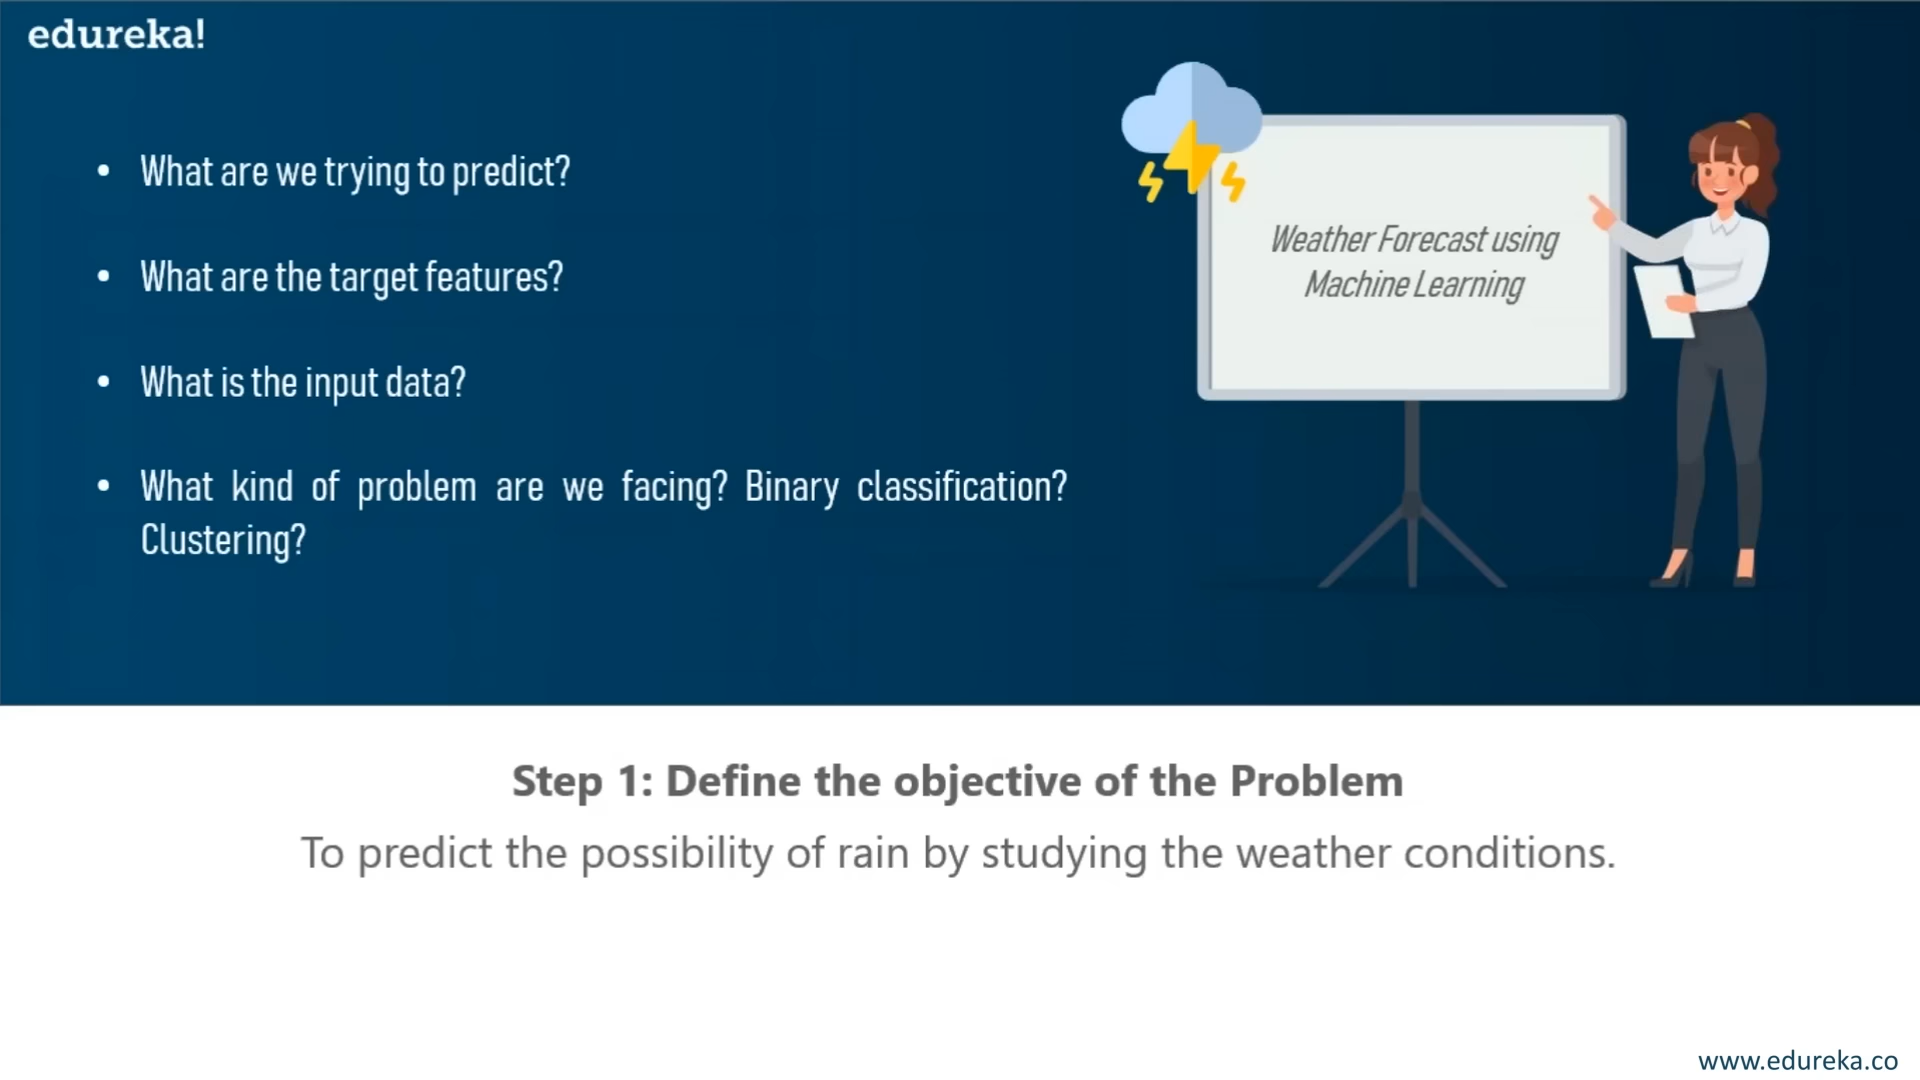 edureka!
• What are we trying to predict?
• What are the target features?
• What is the input data?
• What kind of problem are we facing? Binary classification?
Clustering?
Weather Forecast using
Machine Learning
Step 1: Define the objective of the Problem
To predict the possibility of rain by studying the weather conditions.
www.edureka.co